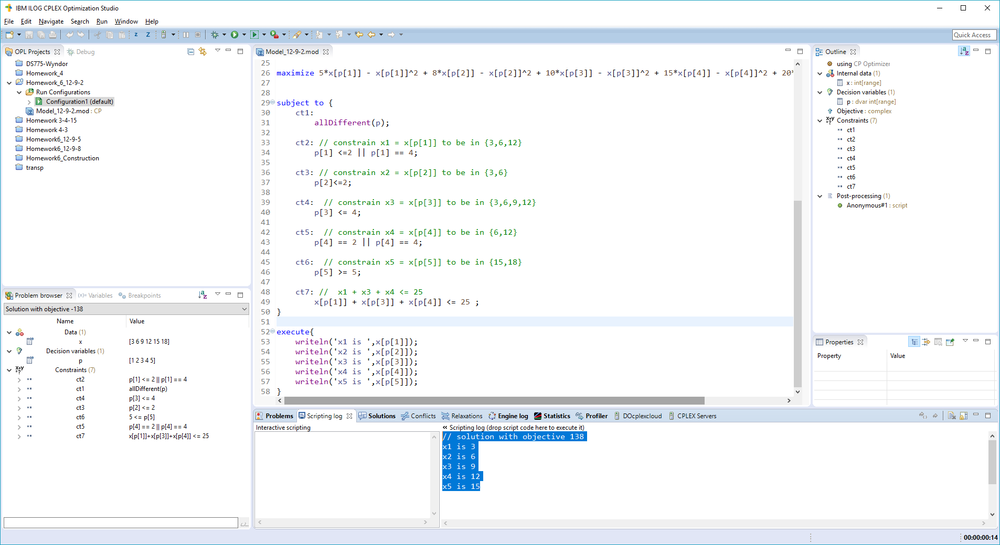 IBM ILOG CPLEX Optimization Studio
File Edit Navigate Search Run Window Help
Quick Access
OPL Projects
Debug
DS775-Wyndor
Homework_4
Homework_6_12-9-2
Run Configurations
Configuration1 (default)
Model_12-9-2.mod : CP
Homework 3-4-15
Homework 4-3
Homework6_12-9-5
Homework6_12-9-8
Homework6_Construction
transp
Problem browser
(x)= Variables
Breakpoints
Solution with objective -138
Name Value
Data (1)
x [3 6 9 12 15 18]
Decision variables (1)
p [1 2 3 4 5]
Constraints (7)
ct2 p[1] <= 2 || p[1] == 4
ct1 allDifferent(p)
ct4 p[3] <= 4
ct3 p[2] <= 2
ct6 5 <= p[5]
ct5 p[4] == 2 || p[4] == 4
ct7 x[p[1]]+x[p[3]]+x[p[4]] <= 25
Model_12-9-2.mod
25
26 maximize 5*x[p[1]] - x[p[1]]^2 + 8*x[p[2]] - x[p[2]]^2 + 10*x[p[3]] - x[p[3]]^2 + 15*x[p[4]] - x[p[4]]^2 + 20*
27
28
29 subject to {
30 ct1:
31 allDifferent(p);
32
33 ct2: // constrain x1 = x[p[1]] to be in {3,6,12}
34 p[1] <=2 || p[1] == 4;
35
36 ct3: // constrain x2 = x[p[2]] to be in {3,6}
37 p[2]<=2;
38
39 ct4: // constrain x3 = x[p[3]] to be in {3,6,9,12}
40 p[3] <= 4;
41
42 ct5: // constrain x4 = x[p[4]] to be in {6,12}
43 p[4] == 2 || p[4] == 4;
44
45 ct6: // constrain x5 = x[p[5]] to be in {15,18}
46 p[5] >= 5;
47
48 ct7: // x1 + x3 + x4 <= 25
49 x[p[1]] + x[p[3]] + x[p[4]] <= 25 ;
50 }
51
52 execute{
53 writeln('x1 is ',x[p[1]]);
54 writeln('x2 is ',x[p[2]]);
55 writeln('x3 is ',x[p[3]]);
56 writeln('x4 is ',x[p[4]]);
57 writeln('x5 is ',x[p[5]]);
58 }
Problems
Scripting log
Solutions
Conflicts
Relaxations
Engine log
Statistics
Profiler
DOcplexcloud
CPLEX Servers
Interactive scripting
Scripting log (drop script code here to execute it)
// solution with objective 138
x1 is 3
x2 is 6
x3 is 9
x4 is 12
x5 is 15
Outline
using CP Optimizer
Internal data (1)
x : int[range]
Decision variables (1)
p : dvar int[range]
Objective : complex
Constraints (7)
ct1
ct2
ct3
ct4
ct5
ct6
ct7
Post-processing (1)
Anonymous#1 : script
Properties
Property Value
00:00:00:14